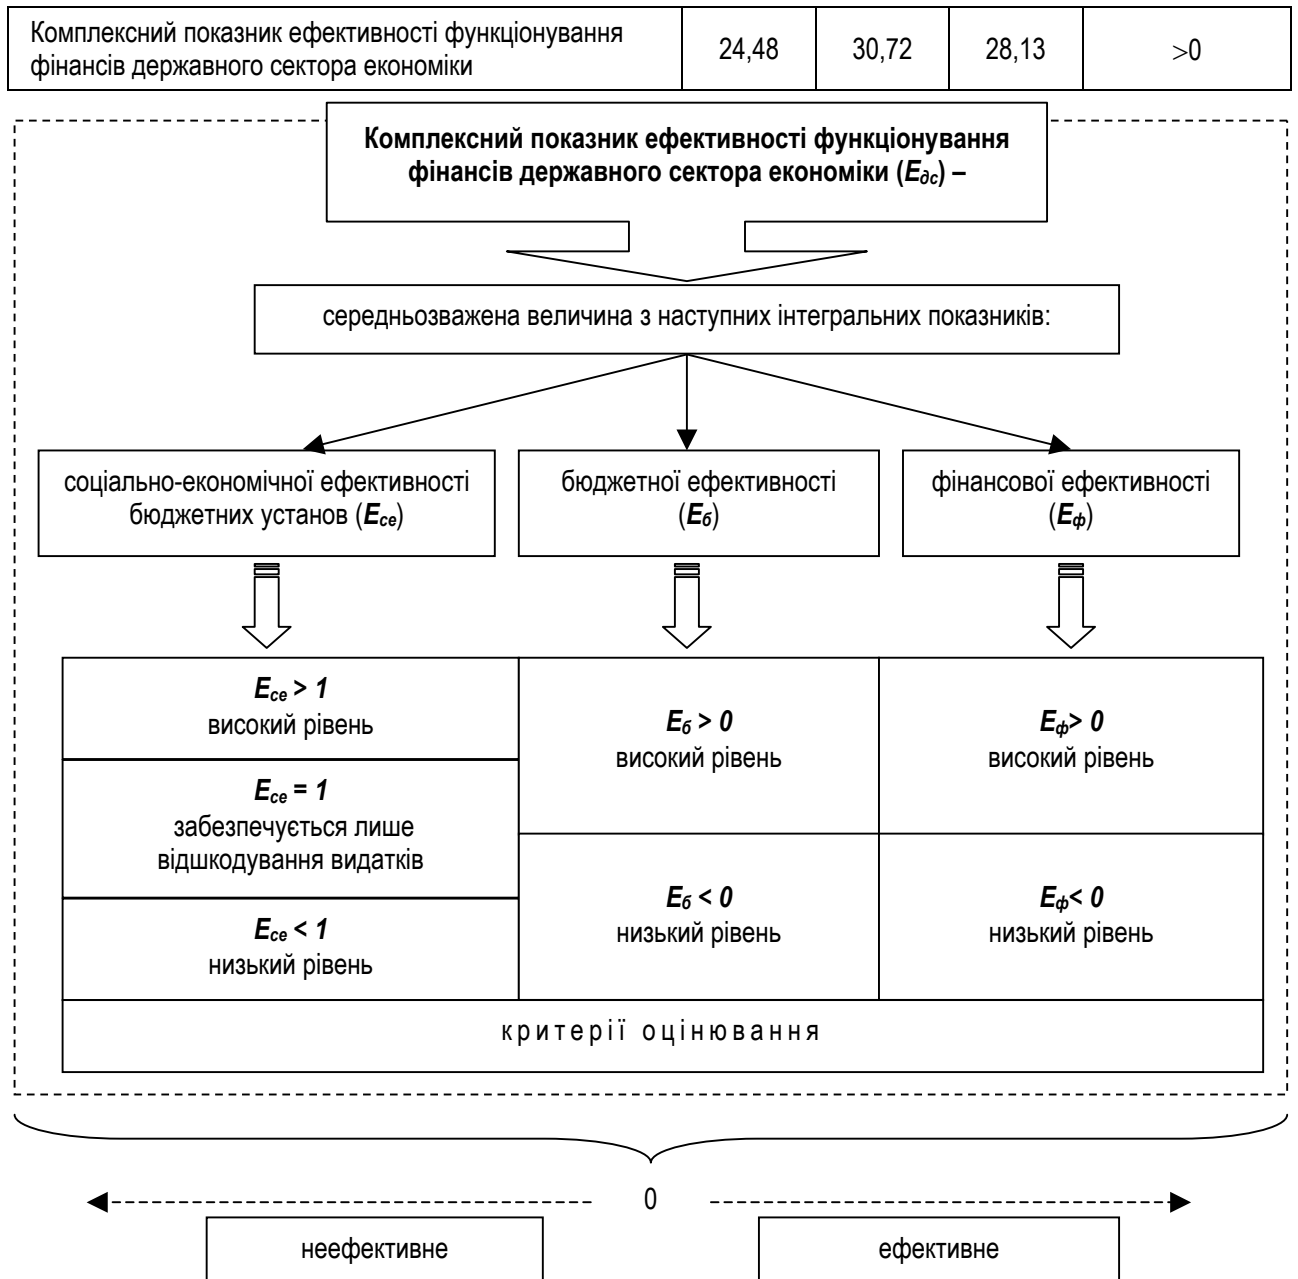 Комплексний показник ефективності функціонування
фінансів державного сектора економіки
24,48
30,72
28,13
>0
Комплексний показник ефективності функціонування
фінансів державного сектора економіки (Eдс) –
середньозважена величина з наступних інтегральних показників:
соціально-економічної ефективності
бюджетних установ (Eсе)
бюджетної ефективності
(Eб)
фінансової ефективності
(Eф)
Eсе > 1
високий рівень
Eсе = 1
забезпечується лише
відшкодування видатків
Eсе < 1
низький рівень
Eб > 0
високий рівень
Eб < 0
низький рівень
Eф> 0
високий рівень
Eф< 0
низький рівень
критерії оцінювання
0
неефективне
ефективне